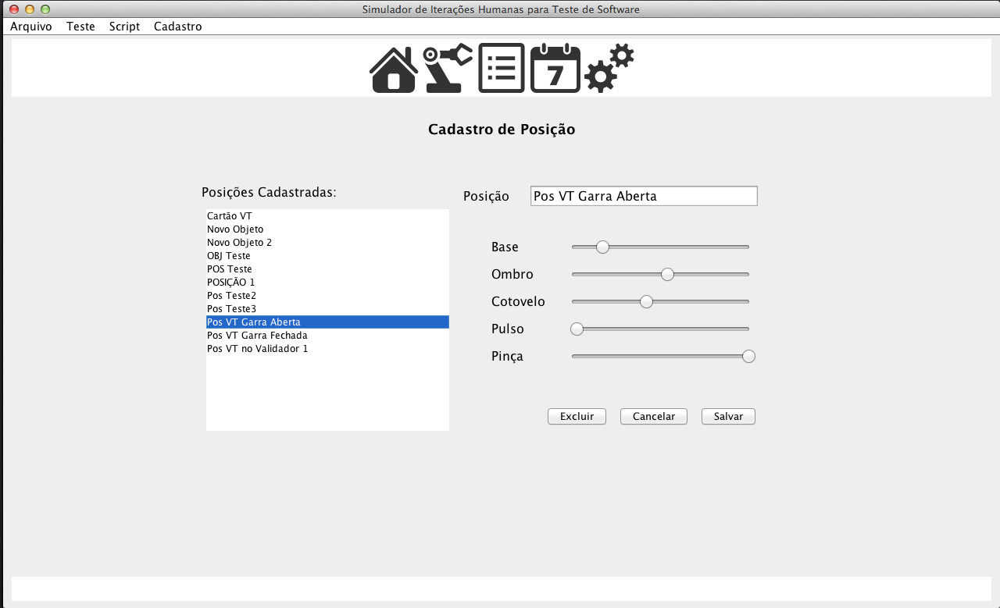 Simulador de Iterações Humanas para Teste de Software
Arquivo Teste Script Cadastro
7
Cadastro de Posição
Posições Cadastradas:
Cartão VT
Novo Objeto
Novo Objeto 2
OBJ Teste
POS Teste
POSIÇÃO 1
Pos Teste2
Pos Teste3
Pos VT Garra Aberta
Pos VT Garra Fechada
Pos VT no Validador 1
Posição Pos VT Garra Aberta
Base
Ombro
Cotovelo
Pulso
Pinça
Excluir Cancelar Salvar